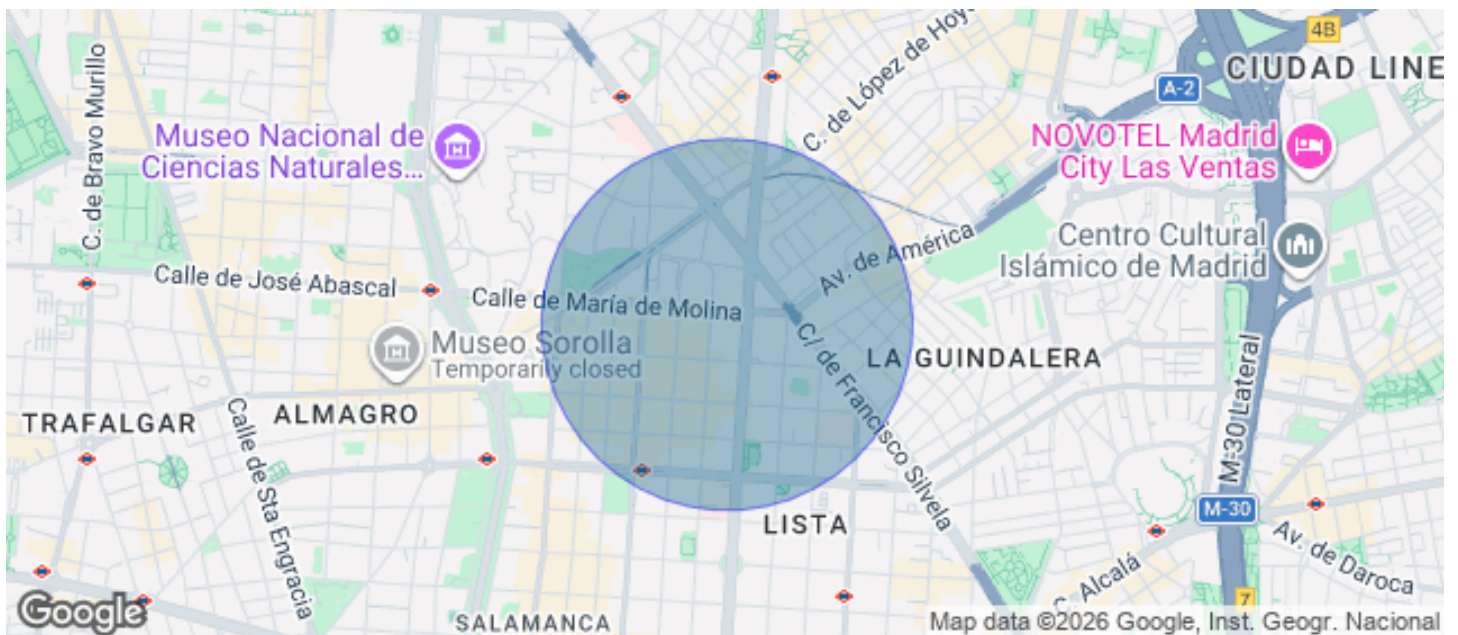 4B
CIUDAD LINE
A-2
C. de López de Hoyo
C. de Bravo Murillo
Museo Nacional de
Ciencias Naturales...
NOVOTEL Madrid
City Las Ventas
Av. de América
Centro Cultural
Islámico de Madrid
Calle de José Abascal
Calle de María de Molina
Museo Sorolla
Temporarily closed
LA GUINDALERA
C/ de Francisco Silvela
M-30 Lateral
TRAFALGAR
ALMAGRO
Calle de Sta Engracia
LISTA
M-30
Av. de Daroca
C. Alcalá
7
SALAMANCA
Google
Map data ©2026 Google, Inst. Geogr. Nacional